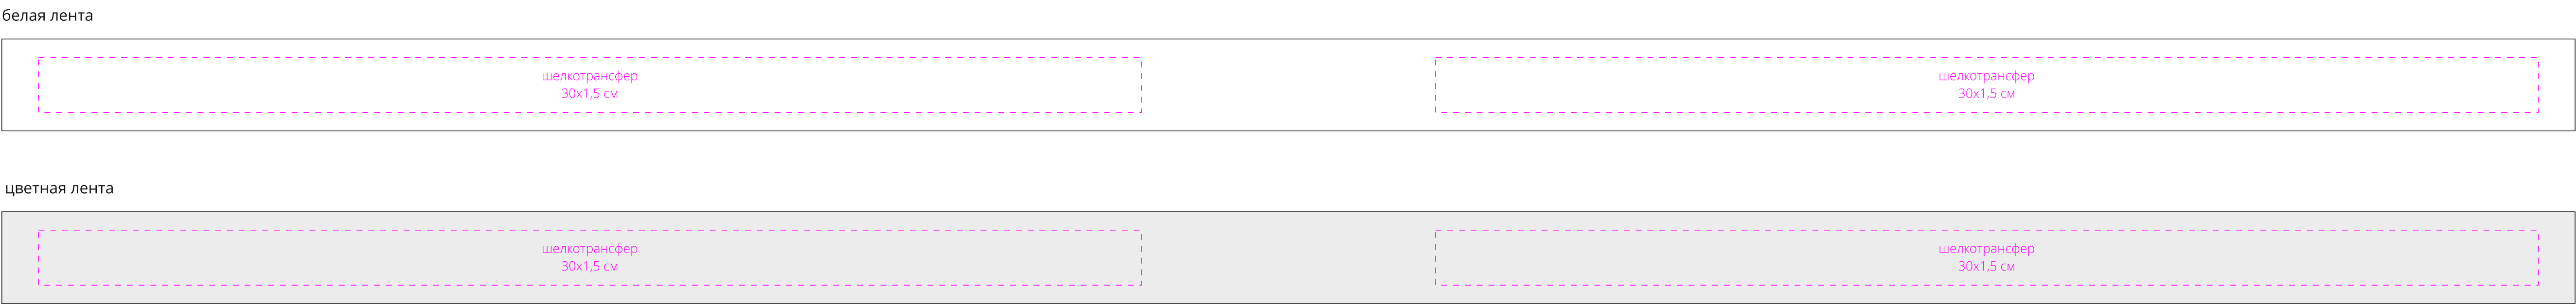 белая лента
шелкотрансфер
30х1,5 см
шелкотрансфер
30х1,5 см
цветная лента
шелкотрансфер
30х1,5 см
шелкотрансфер
30х1,5 см